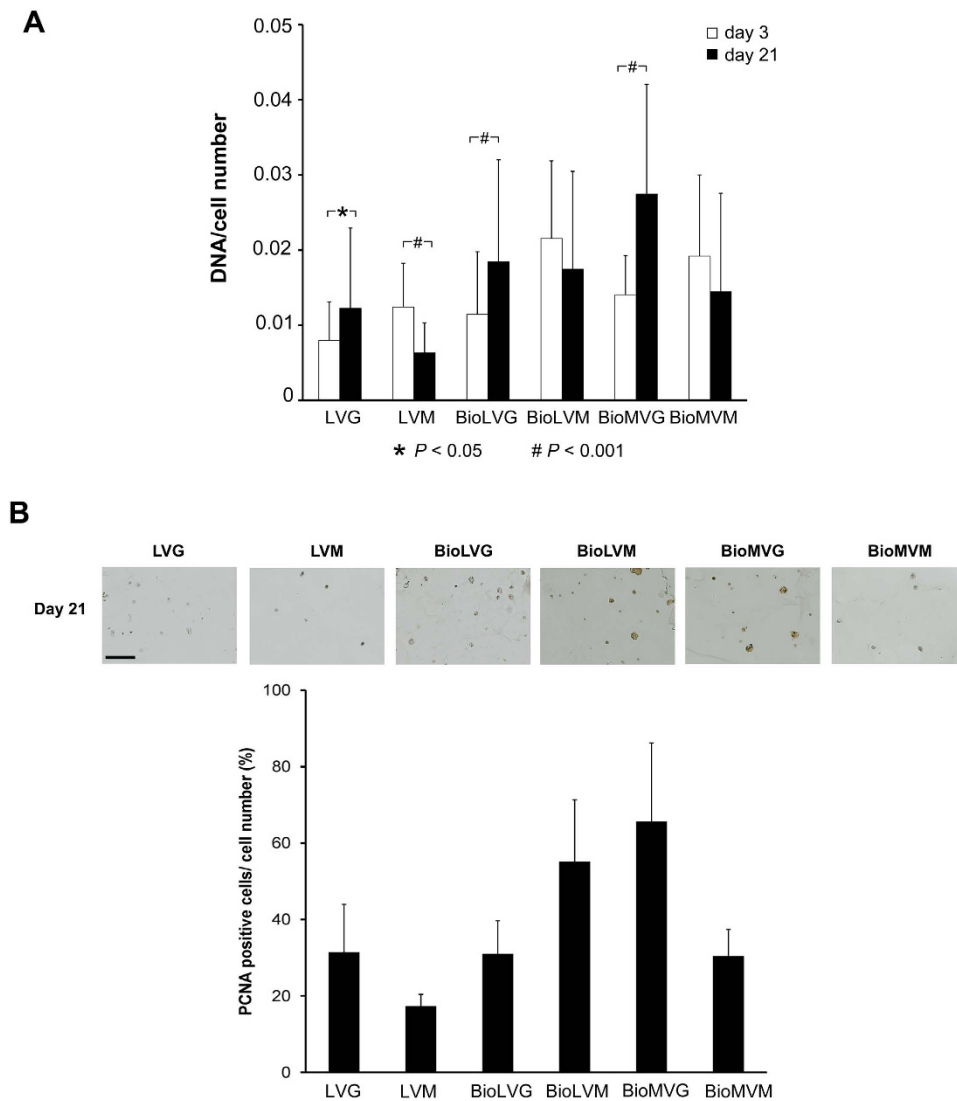 A
DNA/cell number
0.05
0.04
0.03
0.02
0.01
0
day 3
day 21
*
#
#
#
LVG LVM BioLVG BioLVM BioMVG BioMVM
* P < 0.05 # P < 0.001
B
LVG LVM BioLVG BioLVM BioMVG BioMVM
Day 21
PCNA positive cells/ cell number (%)
100
80
60
40
20
0
LVG LVM BioLVG BioLVM BioMVG BioMVM